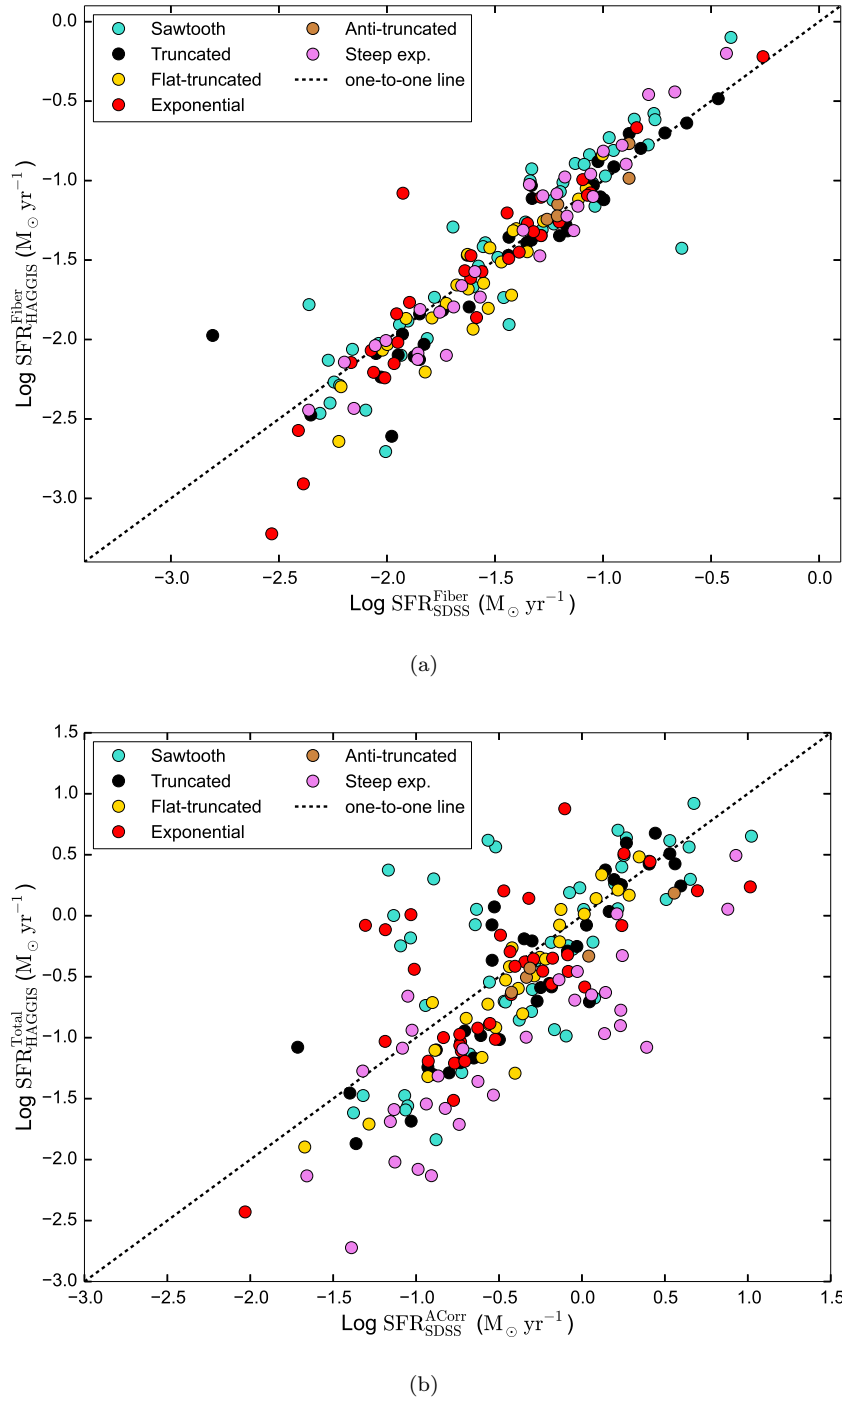 0.0
−0.5
−1.0
−1.5
−2.0
−2.5
−3.0
Log SFR^Fiber_HAGGIS (M_⊙ yr^−1)
Sawtooth
Truncated
Flat-truncated
Exponential
Anti-truncated
Steep exp.
one-to-one line
−3.0 −2.5 −2.0 −1.5 −1.0 −0.5 0.0
Log SFR^Fiber_SDSS (M_⊙ yr^−1)
(a)
1.5
1.0
0.5
0.0
−0.5
−1.0
−1.5
−2.0
−2.5
−3.0
Log SFR^Total_HAGGIS (M_⊙ yr^−1)
Sawtooth
Truncated
Flat-truncated
Exponential
Anti-truncated
Steep exp.
one-to-one line
−3.0 −2.5 −2.0 −1.5 −1.0 −0.5 0.0 0.5 1.0 1.5
Log SFR^ACorr_SDSS (M_⊙ yr^−1)
(b)